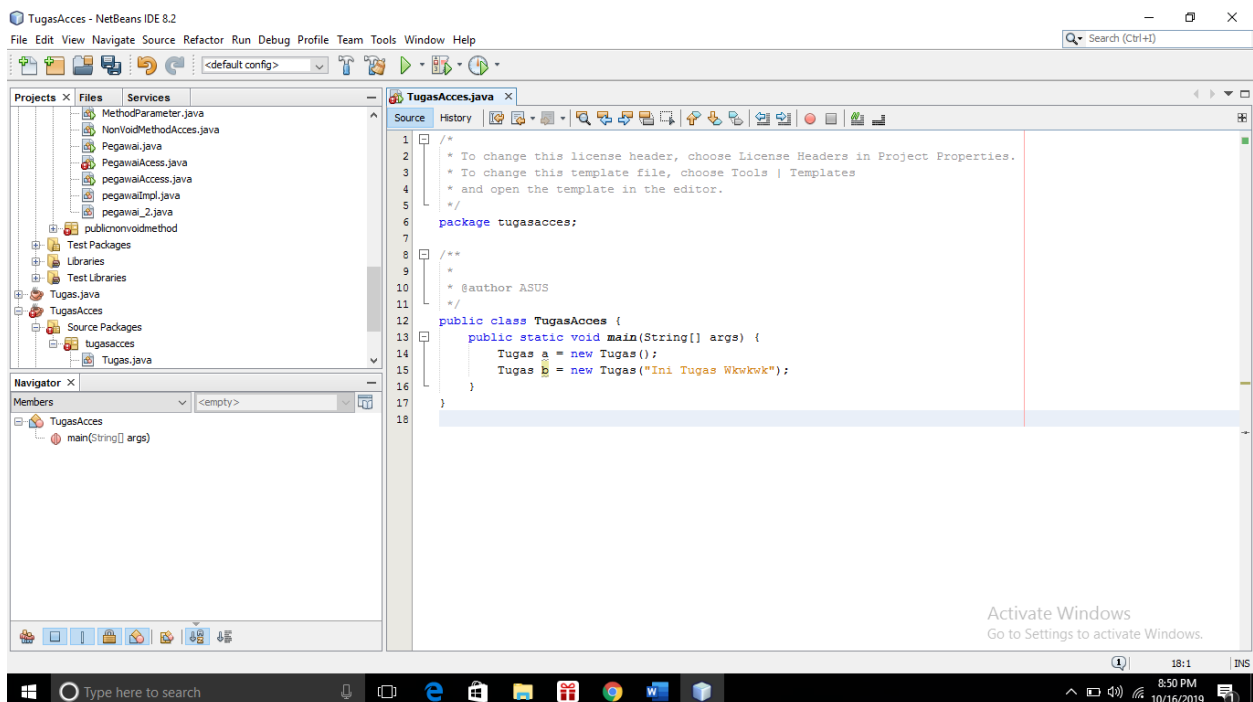 TugasAcces - NetBeans IDE 8.2
File Edit View Navigate Source Refactor Run Debug Profile Team Tools Window Help
Search (Ctrl+I)
<default config>
Projects Files Services
MethodParameter.java
NonVoidMethodAcces.java
Pegawai.java
PegawaiAcess.java
pegawaiAccess.java
pegawaiImpl.java
pegawai_2.java
publicnonvoidmethod
Test Packages
Libraries
Test Libraries
Tugas.java
TugasAcces
Source Packages
tugasacces
Tugas.java
Navigator
Members <empty>
TugasAcces
main(String[] args)
TugasAcces.java
Source History
1 /*
2 * To change this license header, choose License Headers in Project Properties.
3 * To change this template file, choose Tools | Templates
4 * and open the template in the editor.
5 */
6 package tugasacces;
7
8 /**
9 *
10 * @author ASUS
11 */
12 public class TugasAcces {
13 public static void main(String[] args) {
14 Tugas a = new Tugas();
15 Tugas b = new Tugas("Ini Tugas Wkwkwk");
16 }
17 }
18
Activate Windows
Go to Settings to activate Windows.
1 18:1 INS
Type here to search
8:50 PM
10/16/2019